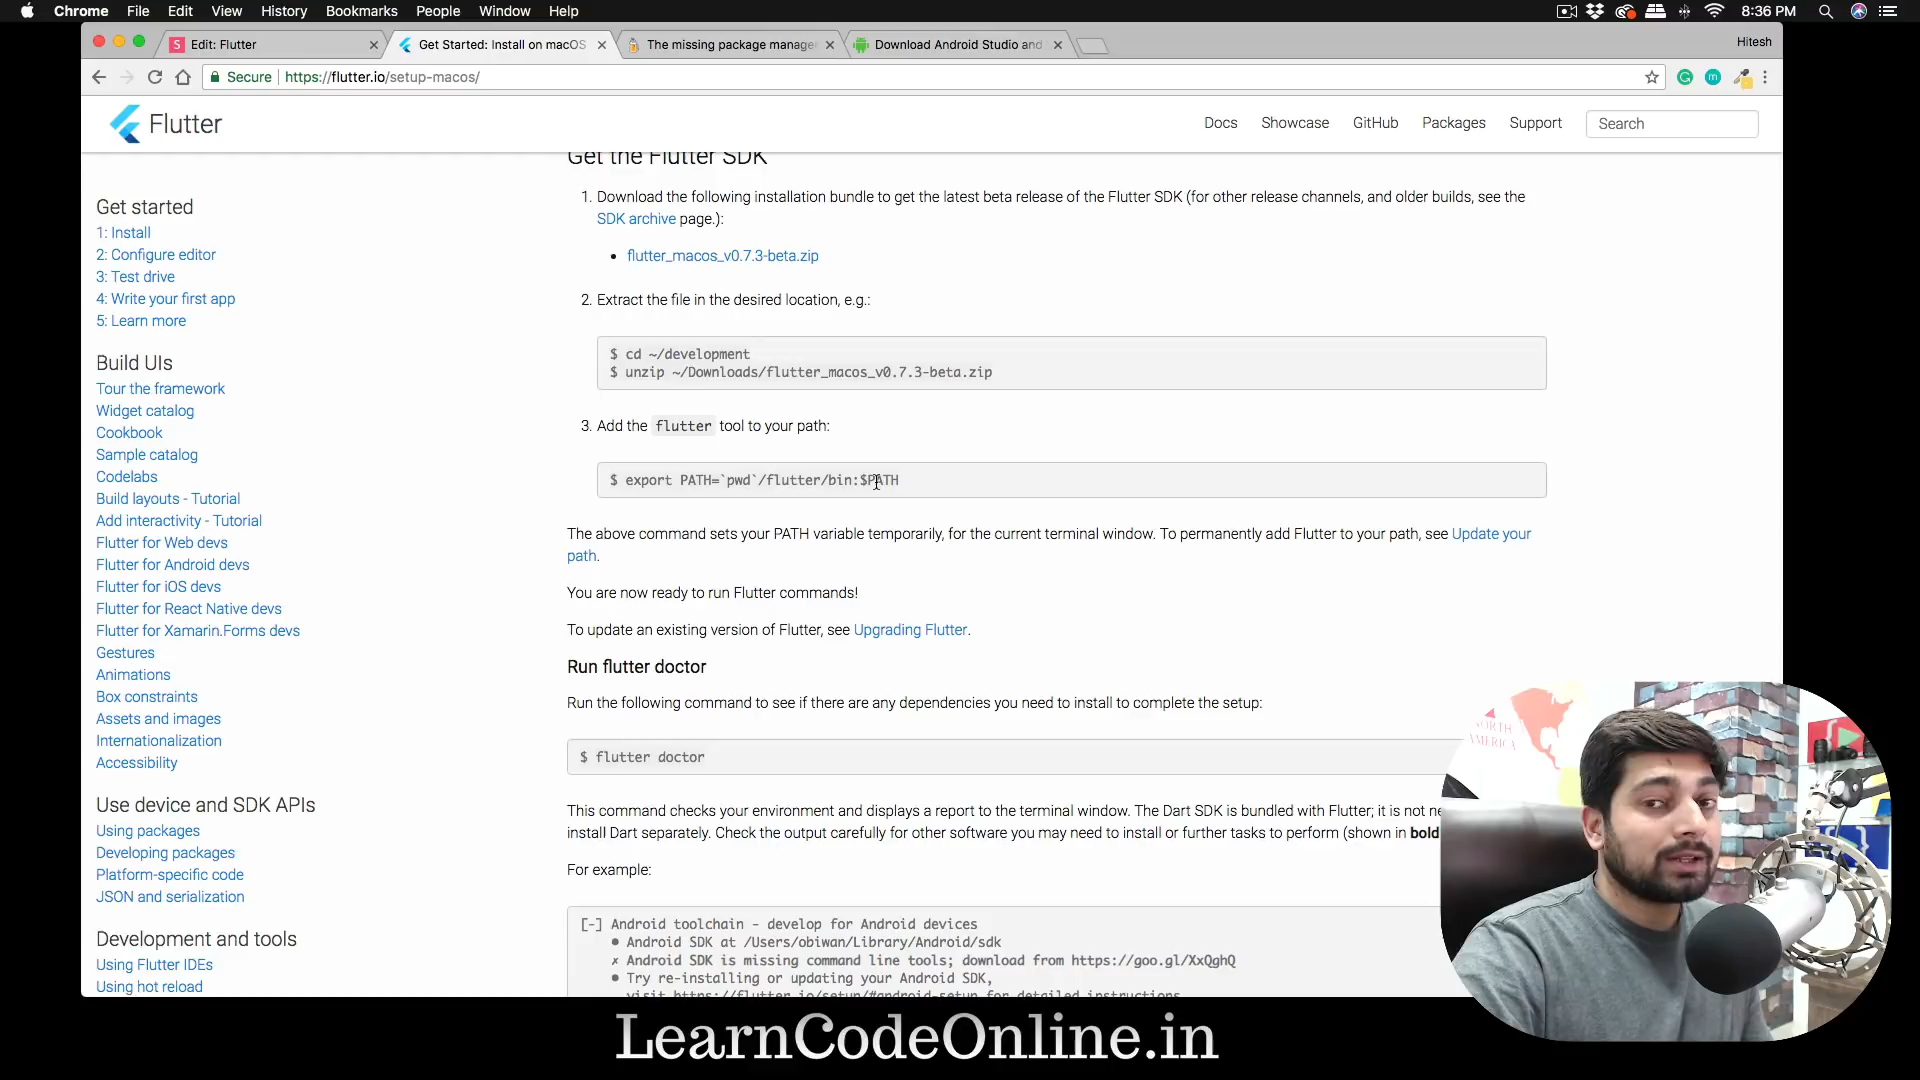 Chrome File Edit View History Bookmarks People Window Help 8:36 PM
Edit: Flutter Get Started: Install on macOS The missing package manage Download Android Studio and Hitesh
Secure https://flutter.io/setup-macos/
Flutter Docs Showcase GitHub Packages Support Search
Get the Flutter SDK
1. Download the following installation bundle to get the latest beta release of the Flutter SDK (for other release channels, and older builds, see the
SDK archive page.):
flutter_macos_v0.7.3-beta.zip
2. Extract the file in the desired location, e.g.:
$ cd ~/development
$ unzip ~/Downloads/flutter_macos_v0.7.3-beta.zip
3. Add the flutter tool to your path:
$ export PATH=`pwd`/flutter/bin:$PATH
The above command sets your PATH variable temporarily, for the current terminal window. To permanently add Flutter to your path, see Update your
path.
You are now ready to run Flutter commands!
To update an existing version of Flutter, see Upgrading Flutter.
Run flutter doctor
Run the following command to see if there are any dependencies you need to install to complete the setup:
$ flutter doctor
This command checks your environment and displays a report to the terminal window. The Dart SDK is bundled with Flutter; it is not ne
install Dart separately. Check the output carefully for other software you may need to install or further tasks to perform (shown in bold
For example:
[-] Android toolchain - develop for Android devices
• Android SDK at /Users/obiwan/Library/Android/sdk
✗ Android SDK is missing command line tools; download from https://goo.gl/XxQghQ
• Try re-installing or updating your Android SDK,
visit https://flutter.io/setup/#android-setup for detailed instructions
Get started
1: Install
2: Configure editor
3: Test drive
4: Write your first app
5: Learn more
Build UIs
Tour the framework
Widget catalog
Cookbook
Sample catalog
Codelabs
Build layouts - Tutorial
Add interactivity - Tutorial
Flutter for Web devs
Flutter for Android devs
Flutter for iOS devs
Flutter for React Native devs
Flutter for Xamarin.Forms devs
Gestures
Animations
Box constraints
Assets and images
Internationalization
Accessibility
Use device and SDK APIs
Using packages
Developing packages
Platform-specific code
JSON and serialization
Development and tools
Using Flutter IDEs
Using hot reload
NORTH
AMERICA
LearnCodeOnline.in